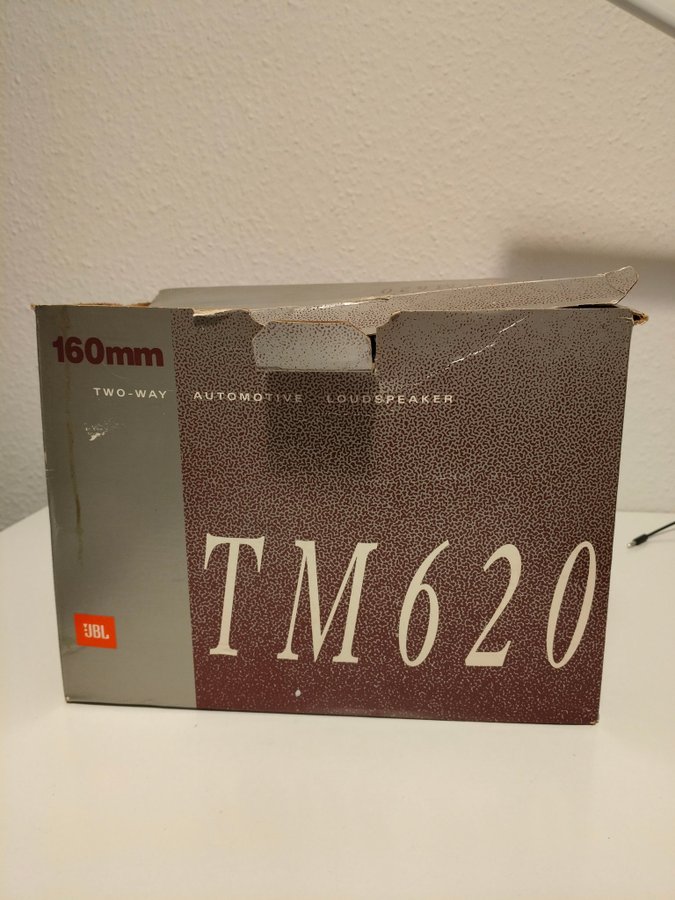 160mm
TWO-WAY AUTOMOTIVE LOUDSPEAKER
TM620
JBL